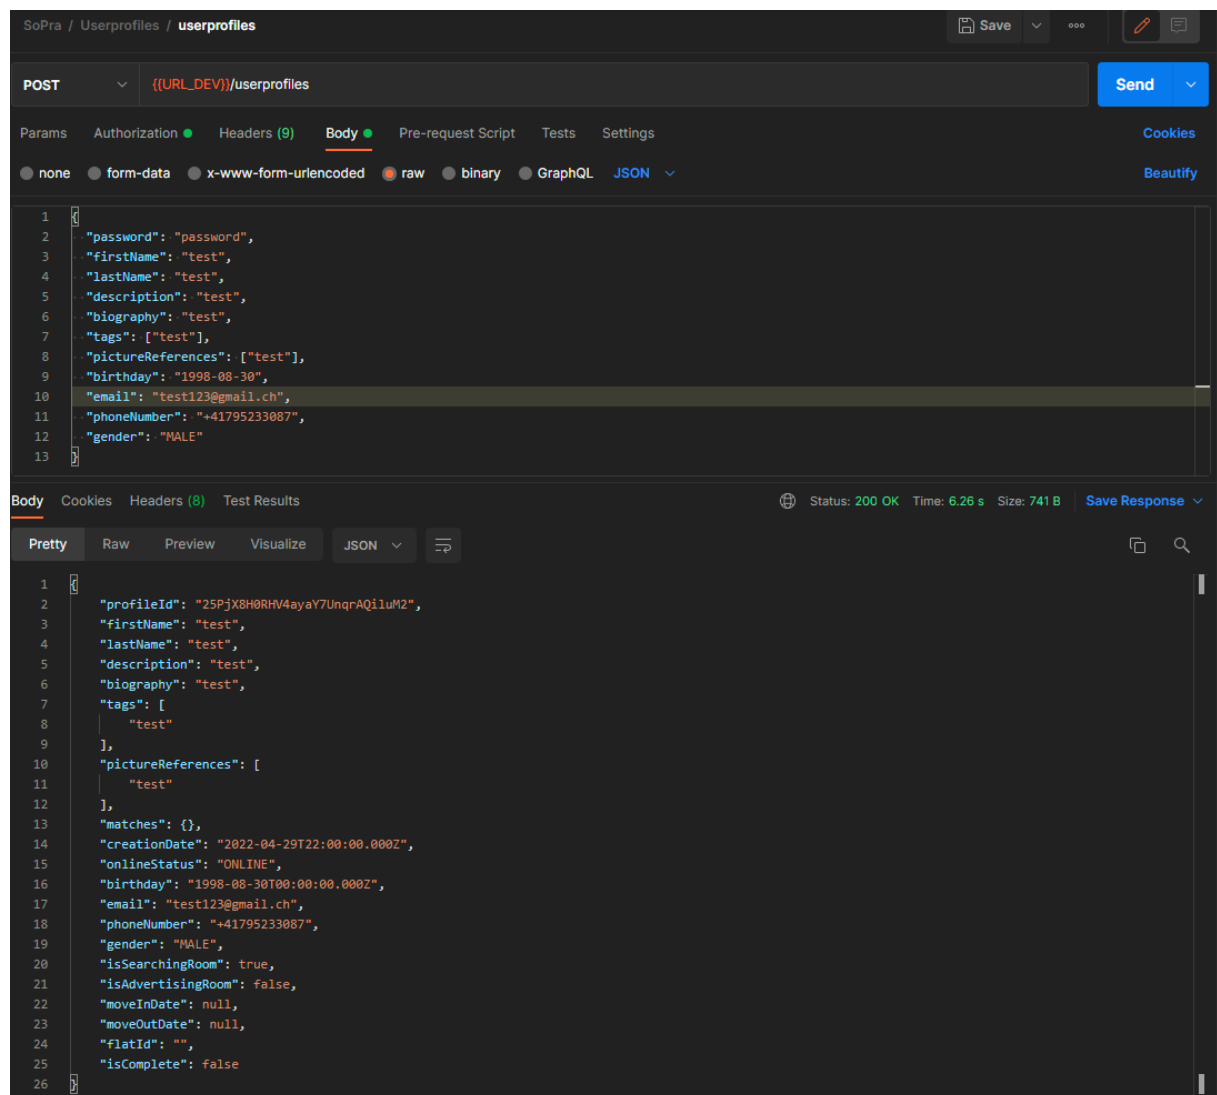 SoPra / Userprofiles / userprofiles Save
POST {{URL_DEV}}/userprofiles Send
Params Authorization Headers (9) Body Pre-request Script Tests Settings Cookies
none form-data x-www-form-urlencoded raw binary GraphQL JSON Beautify
1 {
2 "password": "password",
3 "firstName": "test",
4 "lastName": "test",
5 "description": "test",
6 "biography": "test",
7 "tags": ["test"],
8 "pictureReferences": ["test"],
9 "birthday": "1998-08-30",
10 "email": "test123@gmail.ch",
11 "phoneNumber": "+41795233087",
12 "gender": "MALE"
13 }
Body Cookies Headers (8) Test Results Status: 200 OK Time: 6.26 s Size: 741 B Save Response
Pretty Raw Preview Visualize JSON
1 {
2 "profileId": "25PjX8H0RHV4ayaY7UnqrAQiluM2",
3 "firstName": "test",
4 "lastName": "test",
5 "description": "test",
6 "biography": "test",
7 "tags": [
8 "test"
9 ],
10 "pictureReferences": [
11 "test"
12 ],
13 "matches": {},
14 "creationDate": "2022-04-29T22:00:00.000Z",
15 "onlineStatus": "ONLINE",
16 "birthday": "1998-08-30T00:00:00.000Z",
17 "email": "test123@gmail.ch",
18 "phoneNumber": "+41795233087",
19 "gender": "MALE",
20 "isSearchingRoom": true,
21 "isAdvertisingRoom": false,
22 "moveInDate": null,
23 "moveOutDate": null,
24 "flatId": "",
25 "isComplete": false
26 }